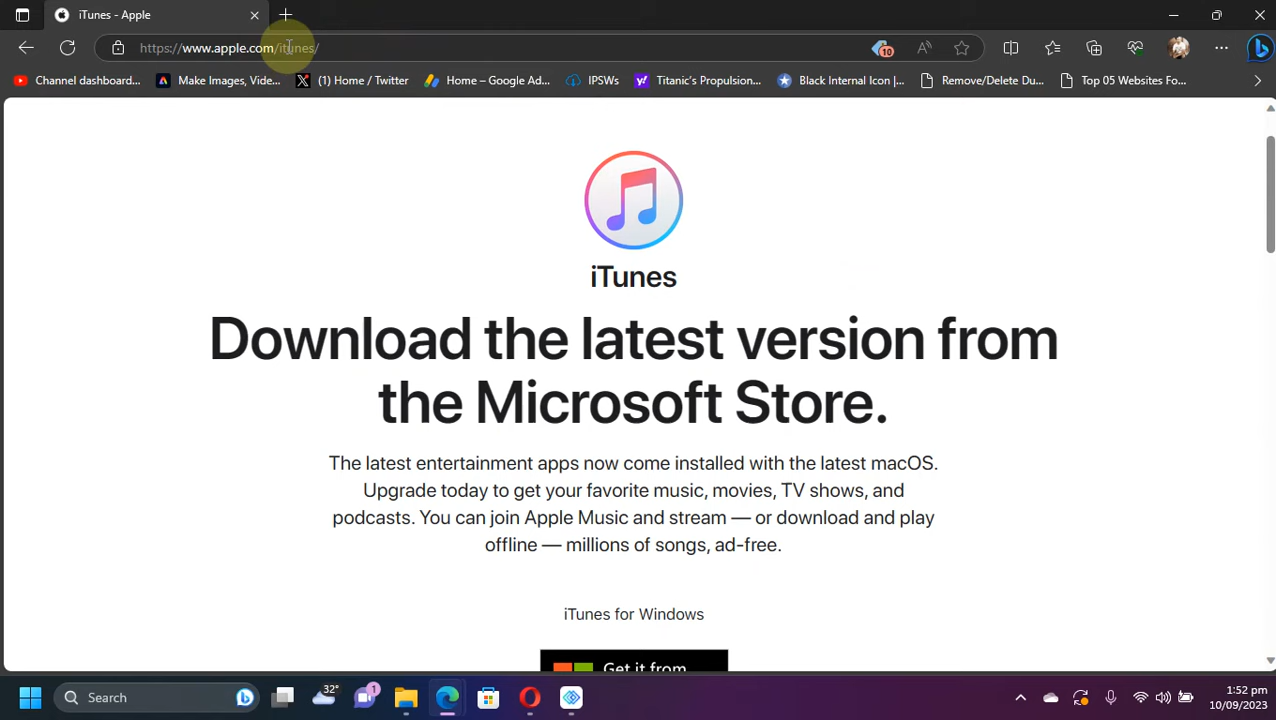 iTunes - Apple
https://www.apple.com/itunes/
10
Channel dashboard...
Make Images, Vide...
(1) Home / Twitter
Home – Google Ad...
IPSWs
Titanic's Propulsion...
Black Internal Icon |...
Remove/Delete Du...
Top 05 Websites For...
iTunes
Download the latest version from
the Microsoft Store.
The latest entertainment apps now come installed with the latest macOS.
Upgrade today to get your favorite music, movies, TV shows, and
podcasts. You can join Apple Music and stream — or download and play
offline — millions of songs, ad-free.
iTunes for Windows
Get it from
Search
32°
1
1:52 pm
10/09/2023